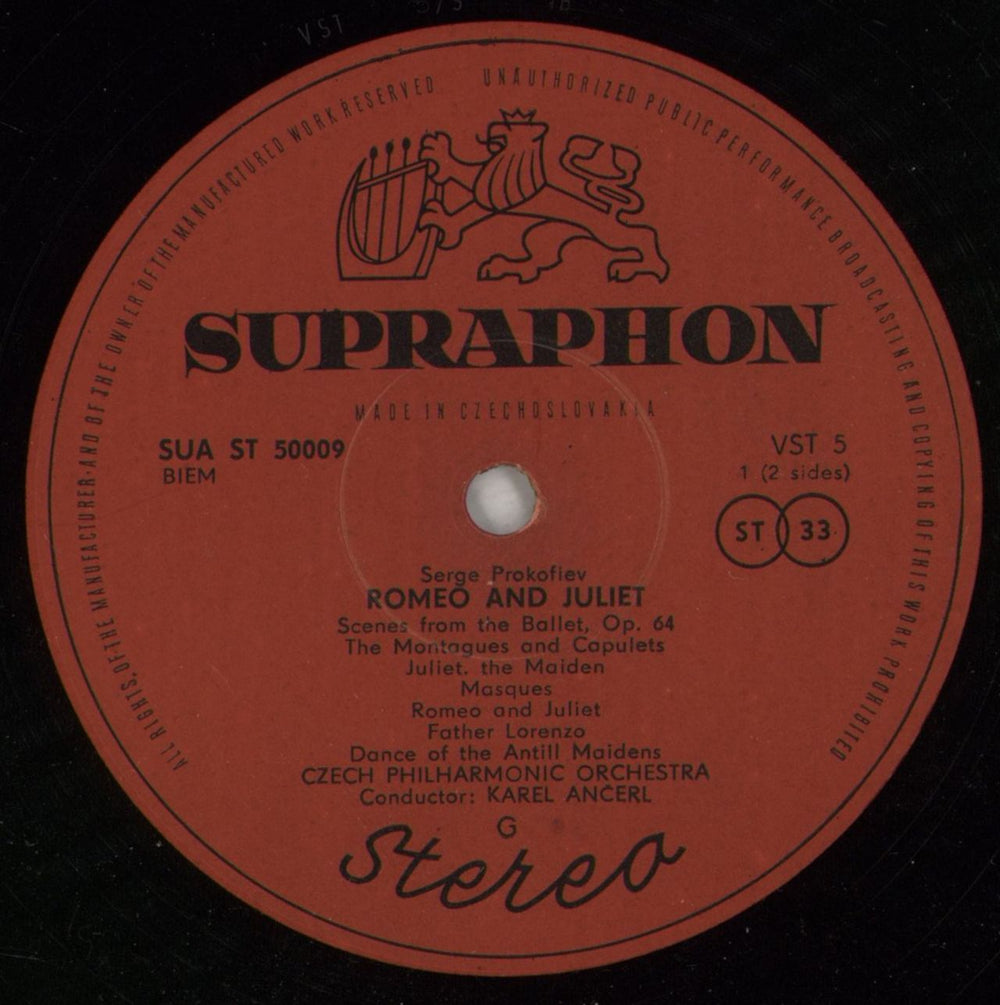 VST
ALL RIGHTS, OF THE MANUFACTURER AND OF THE OWNER OF THE MANUFACTURED WORK RESERVED
UNAUTHORIZED PUBLIC PERFORMANCE BROADCASTING AND COPYING OF THIS WORK PROHIBITED
SUPRAPHON
MADE IN CZECHOSLOVAKIA
SUA ST 50009
BIEM
VST 5
1 (2 sides)
ST 33
Serge Prokofiev
ROMEO AND JULIET
Scenes from the Ballet, Op. 64
The Montagues and Capulets
Juliet. the Maiden
Masques
Romeo and Juliet
Father Lorenzo
Dance of the Antill Maidens
CZECH PHILHARMONIC ORCHESTRA
Conductor: KAREL ANČERL
G
Stereo